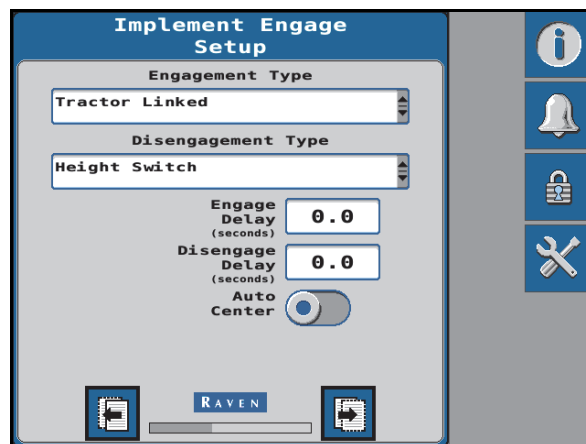 Implement Engage
Setup
Engagement Type
Tractor Linked
Disengagement Type
Height Switch
Engage
Delay
(seconds)
0.0
Disengage
Delay
(seconds)
0.0
Auto
Center
RAVEN